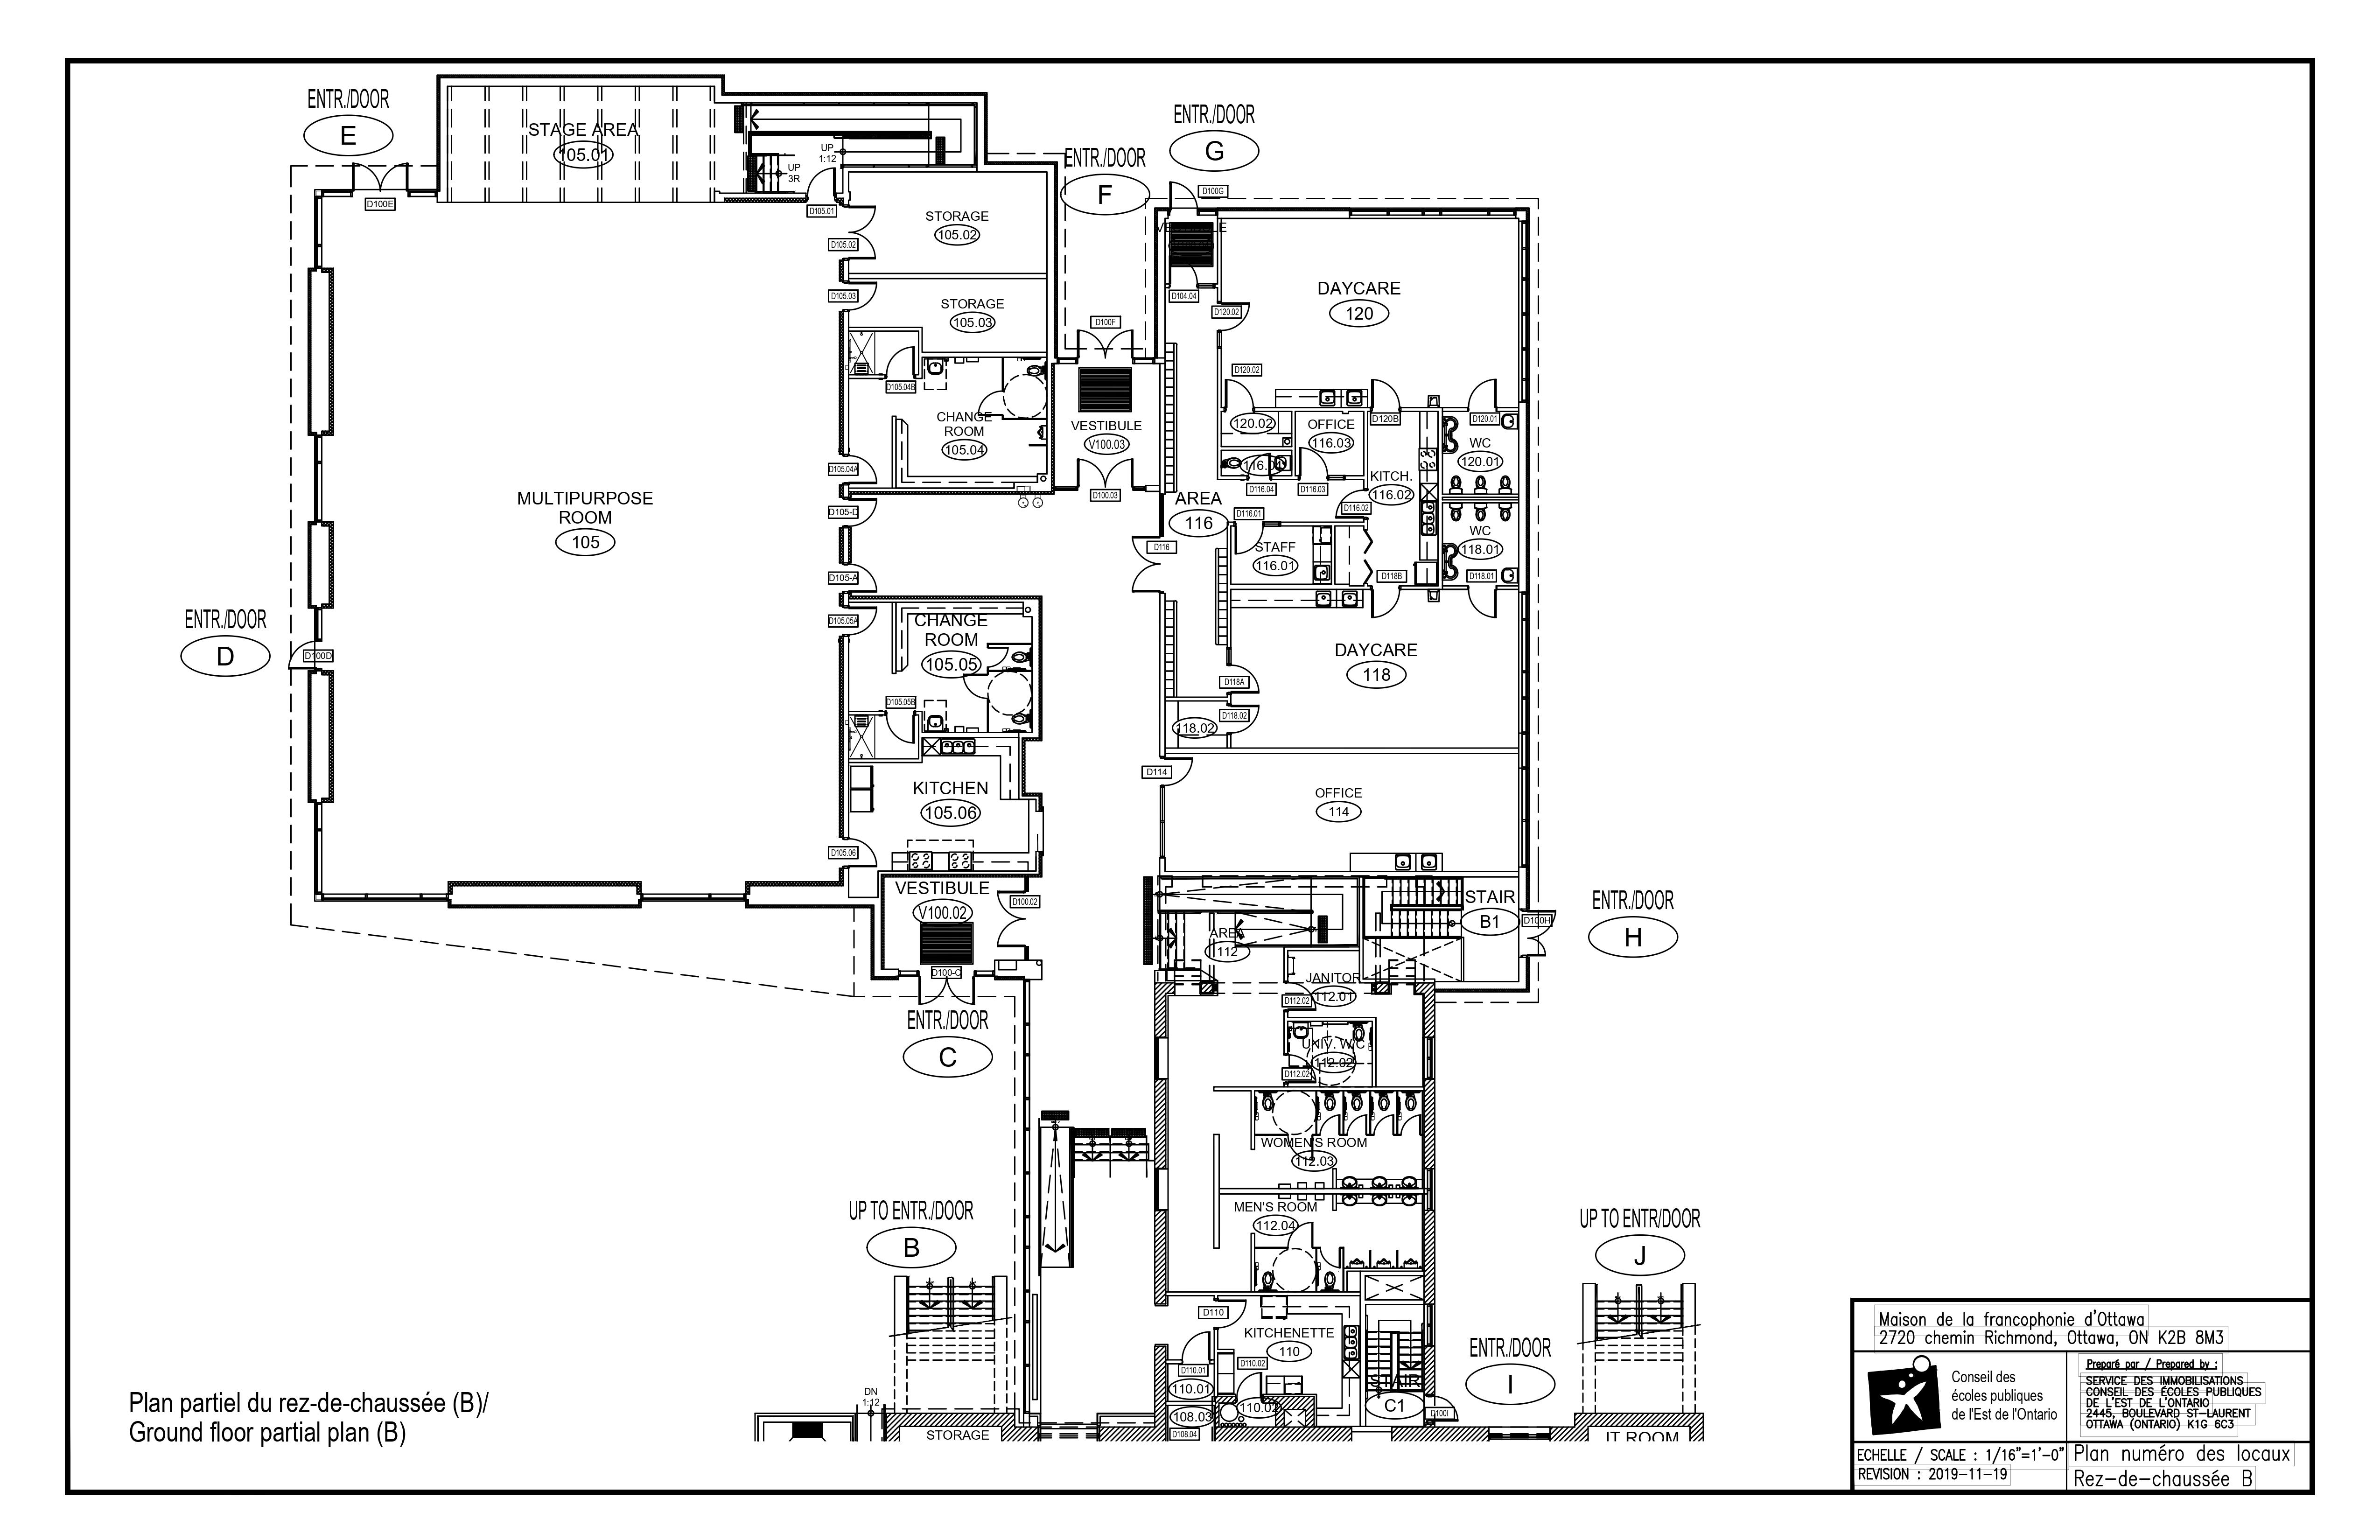 ENTR./DOOR
E
STAGE AREA
105.01
UP
1:12
UP
3R
D100E
D105.01
ENTR./DOOR
F
ENTR./DOOR
G
D100G
STORAGE
105.02
D105.02
STORAGE
105.03
D105.03
D100F
D104.04
D120.02
DAYCARE
120
D105.04B
CHANGE
ROOM
105.04
D105.04A
VESTIBULE
V100.03
D100.03
D120.02
120.02
OFFICE
116.03
D120B
D120.01
WC
120.01
D116.04
D116.03
KITCH.
116.02
D116.02
AREA
116
D116
D116.01
STAFF
116.01
WC
118.01
D118B
D118.01
MULTIPURPOSE
ROOM
105
D105-D
D105-A
ENTR./DOOR
D
D100D
D105.05A
CHANGE
ROOM
105.05
D105.05B
DAYCARE
118
D118A
D118.02
118.02
D114
OFFICE
114
KITCHEN
105.06
D105.06
VESTIBULE
V100.02
D100.02
D100-C
ENTR./DOOR
C
AREA
112
STAIR
B1
D100H
ENTR./DOOR
H
JANITOR
112.01
D112.02
UNIV. W/C
112.02
D112.02
WOMEN'S ROOM
112.03
MEN'S ROOM
112.04
UP TO ENTR./DOOR
B
UP TO ENTR/DOOR
J
D110
KITCHENETTE
110
D110.01
110.01
D110.02
110.02
108.03
D108.04
STAIR
C1
D100I
ENTR./DOOR
I
DN
1:12
STORAGE
IT ROOM
Plan partiel du rez-de-chaussée (B)/
Ground floor partial plan (B)
Maison de la francophonie d'Ottawa
2720 chemin Richmond, Ottawa, ON K2B 8M3
Conseil des
écoles publiques
de l'Est de l'Ontario
Preparé par / Prepared by :
SERVICE DES IMMOBILISATIONS
CONSEIL DES ÉCOLES PUBLIQUES
DE L'EST DE L'ONTARIO
2445, BOULEVARD ST-LAURENT
OTTAWA (ONTARIO) K1G 6C3
ECHELLE / SCALE : 1/16"=1'-0"
REVISION : 2019-11-19
Plan numéro des locaux
Rez-de-chaussée B